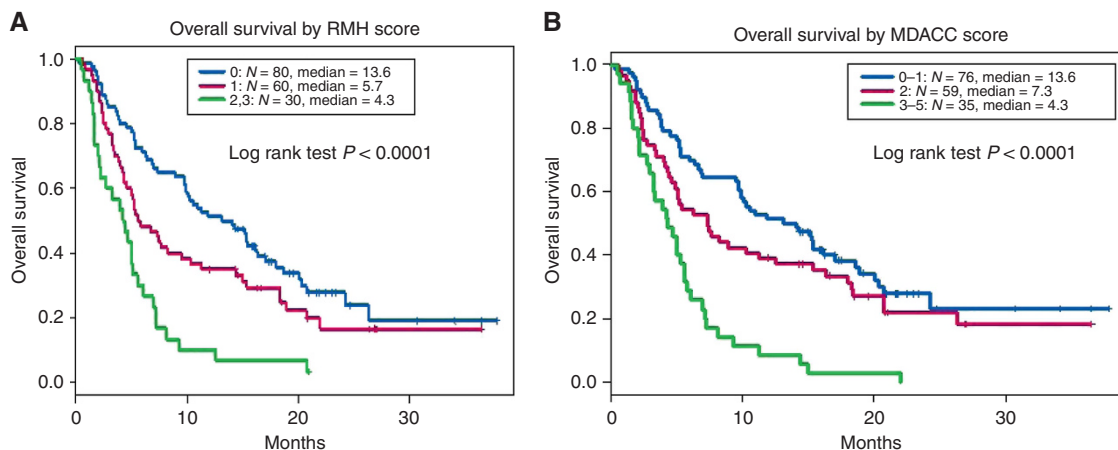 A
Overall survival by RMH score
1.0
0.8
0.6
0.4
0.2
0.0
Overall survival
0: N = 80, median = 13.6
1: N = 60, median = 5.7
2,3: N = 30, median = 4.3
Log rank test P < 0.0001
0 10 20 30
Months
B
Overall survival by MDACC score
1.0
0.8
0.6
0.4
0.2
0.0
Overall survival
0–1: N = 76, median = 13.6
2: N = 59, median = 7.3
3–5: N = 35, median = 4.3
Log rank test P < 0.0001
0 10 20 30
Months